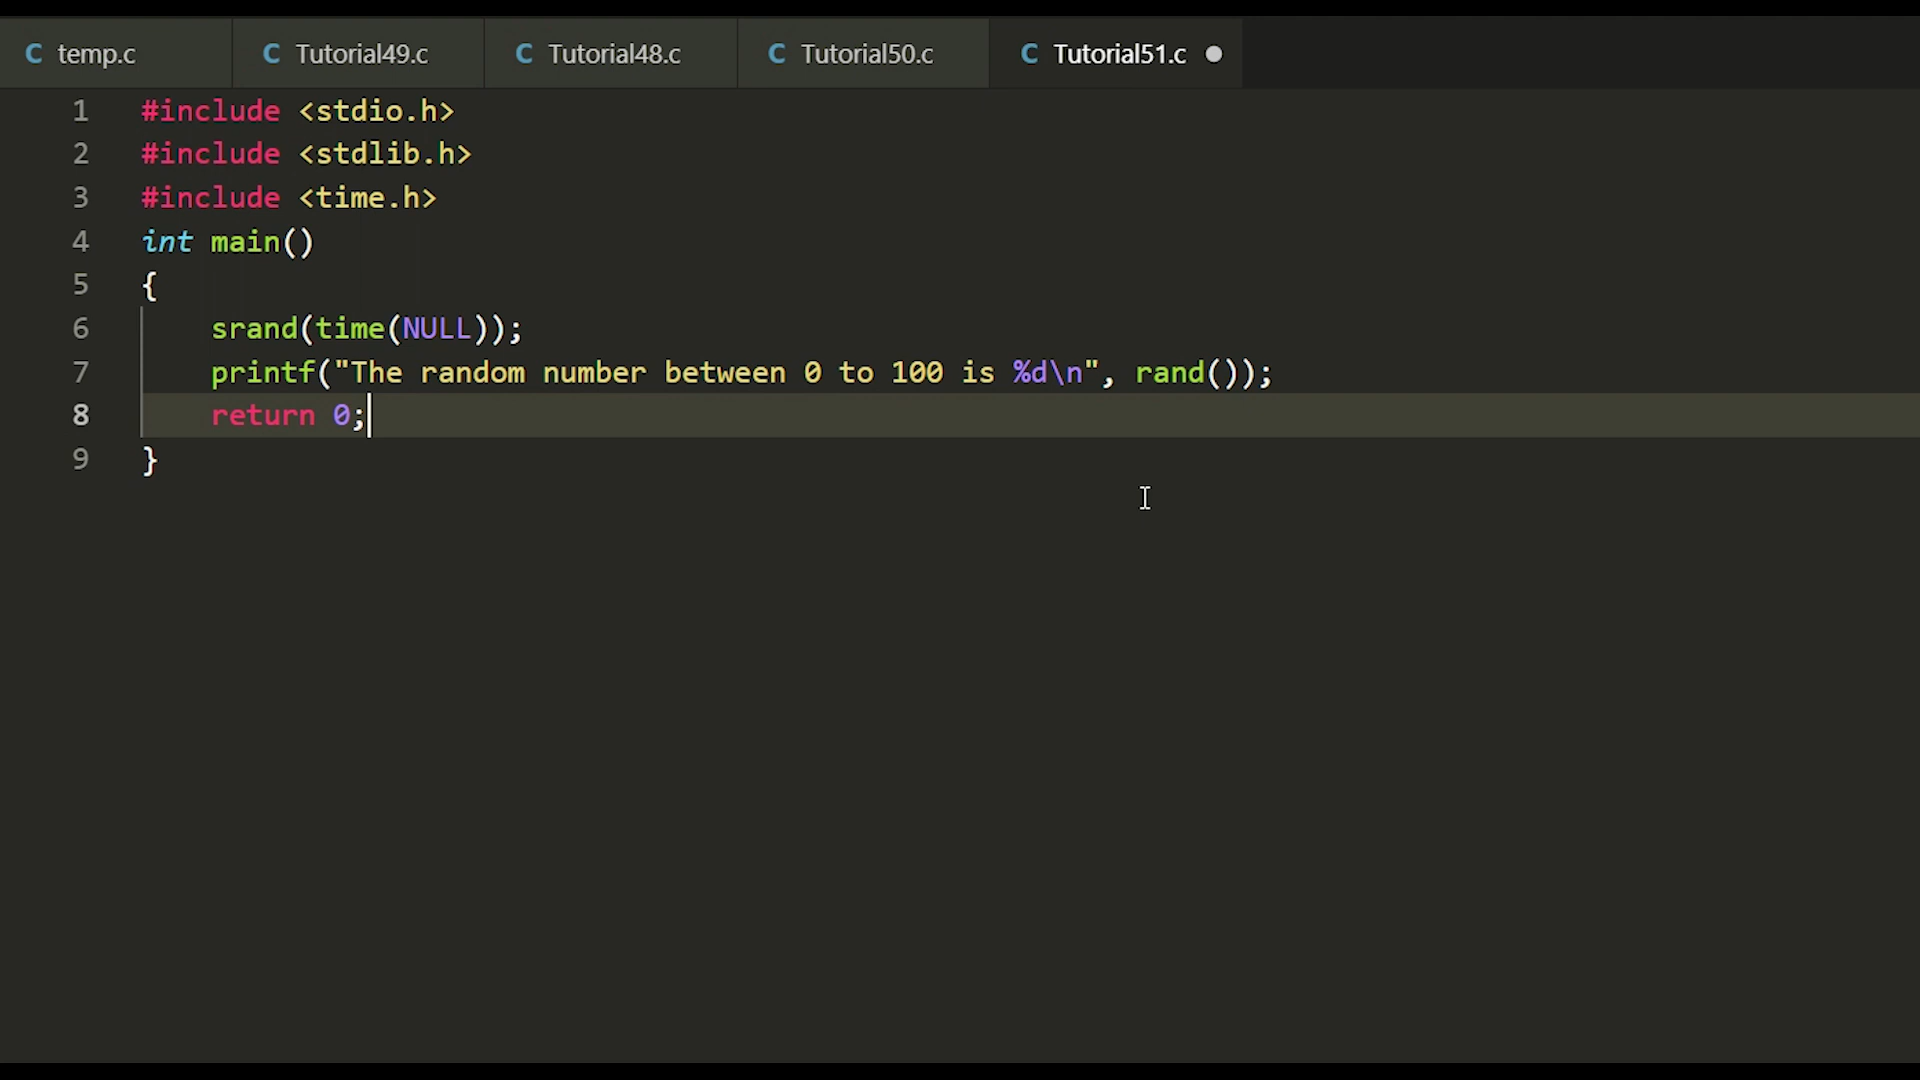 C temp.c C Tutorial49.c C Tutorial48.c C Tutorial50.c C Tutorial51.c
1 #include <stdio.h>
2 #include <stdlib.h>
3 #include <time.h>
4 int main()
5 {
6 srand(time(NULL));
7 printf("The random number between 0 to 100 is %d\n", rand());
8 return 0;
9 }